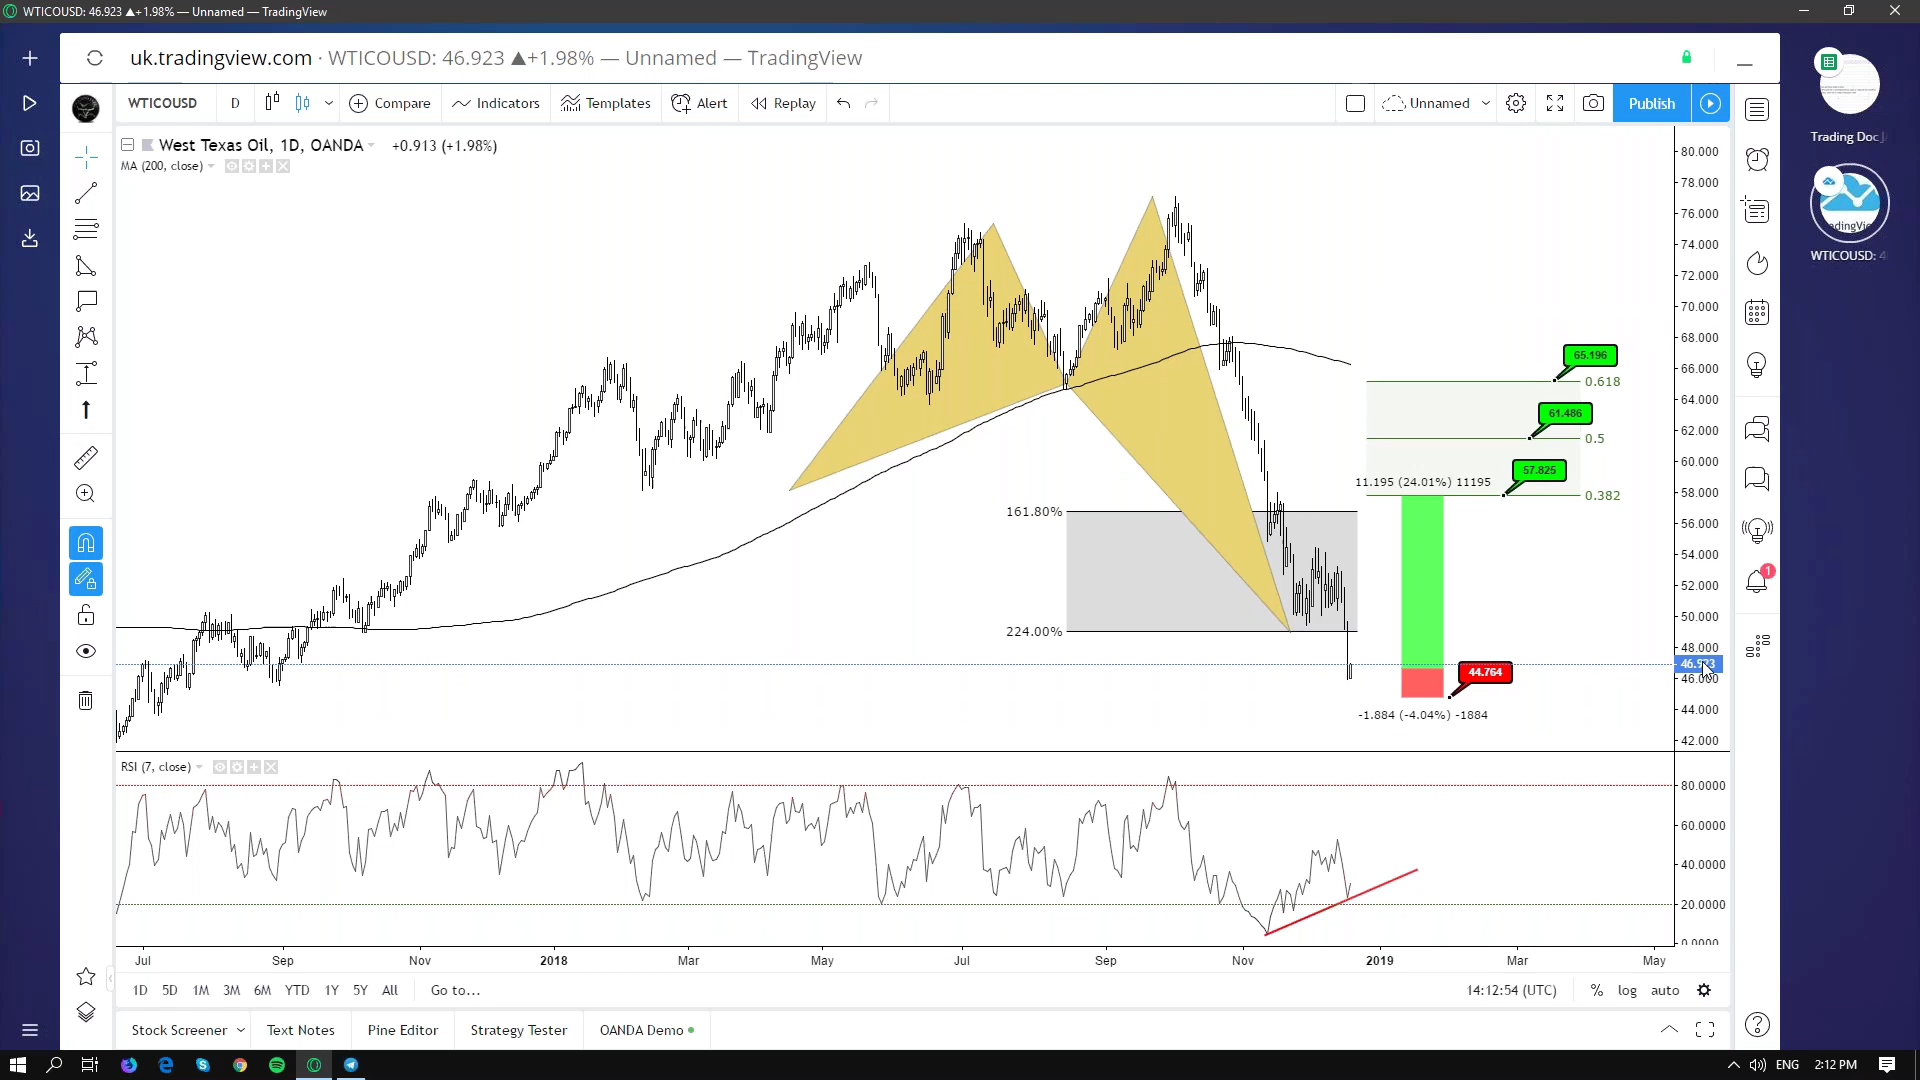 WTICOUSD: 46.923 ▲+1.98% — Unnamed — TradingView
uk.tradingview.com · WTICOUSD: 46.923 ▲+1.98% — Unnamed — TradingView
WTICOUSD D Compare Indicators Templates Alert Replay Unnamed Publish
West Texas Oil, 1D, OANDA +0.913 (+1.98%)
MA (200, close)
80.000
78.000
76.000
74.000
72.000
70.000
68.000
66.000
64.000
62.000
60.000
58.000
56.000
54.000
52.000
50.000
48.000
46.000
44.000
42.000
65.196
0.618
61.486
0.5
57.825
11.195 (24.01%) 11195
0.382
161.80%
224.00%
44.764
-1.884 (-4.04%) -1884
RSI (7, close)
80.0000
60.0000
40.0000
20.0000
0.0000
Jul Sep Nov 2018 Mar May Jul Sep Nov 2019 Mar May
1D 5D 1M 3M 6M YTD 1Y 5Y All Go to... 14:12:54 (UTC) % log auto
Stock Screener Text Notes Pine Editor Strategy Tester OANDA Demo
Trading Doc
WTICOUSD: 4
1
ENG 2:12 PM